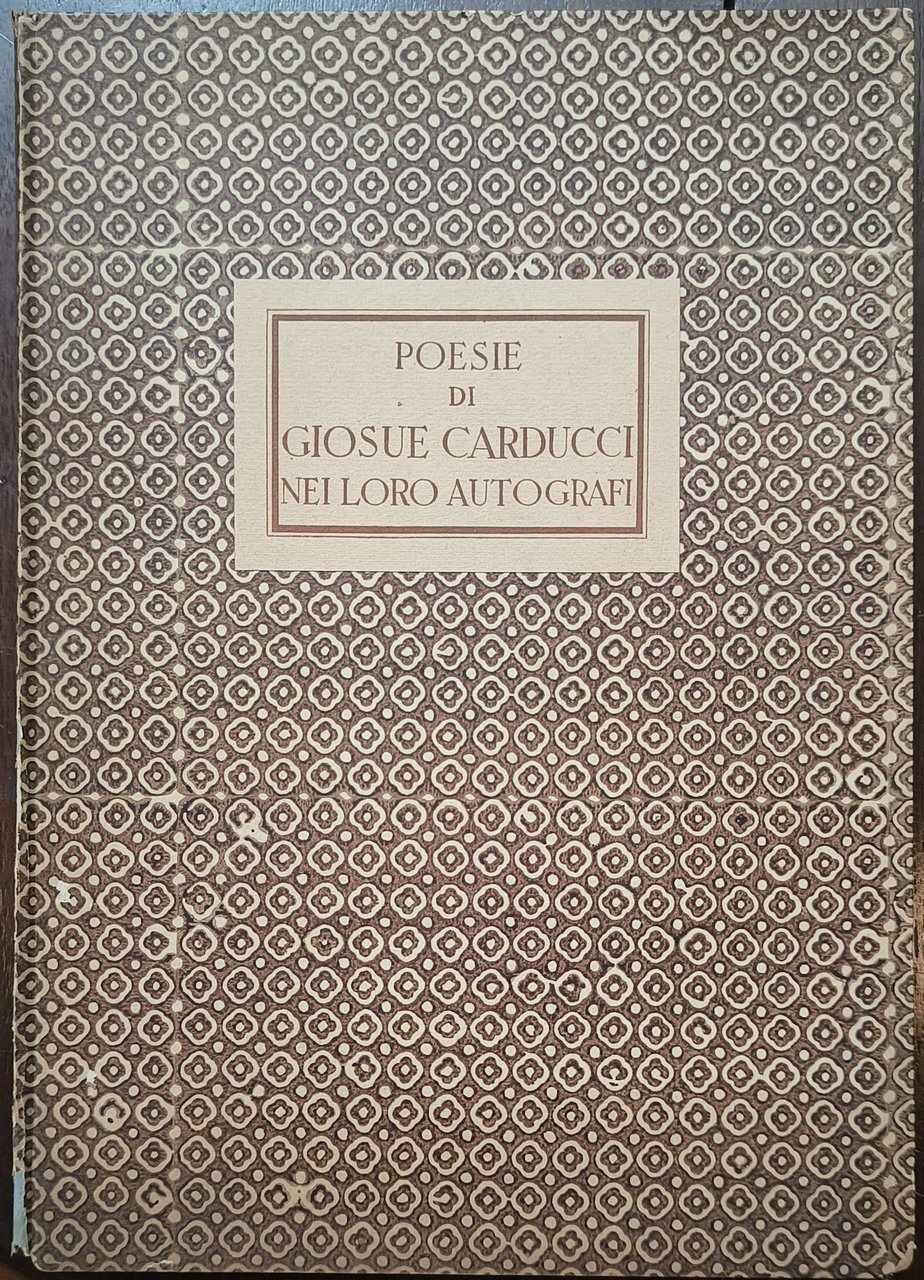 POESIE
DI
GIOSUE CARDUCCI
NEI LORO AUTOGRAFI